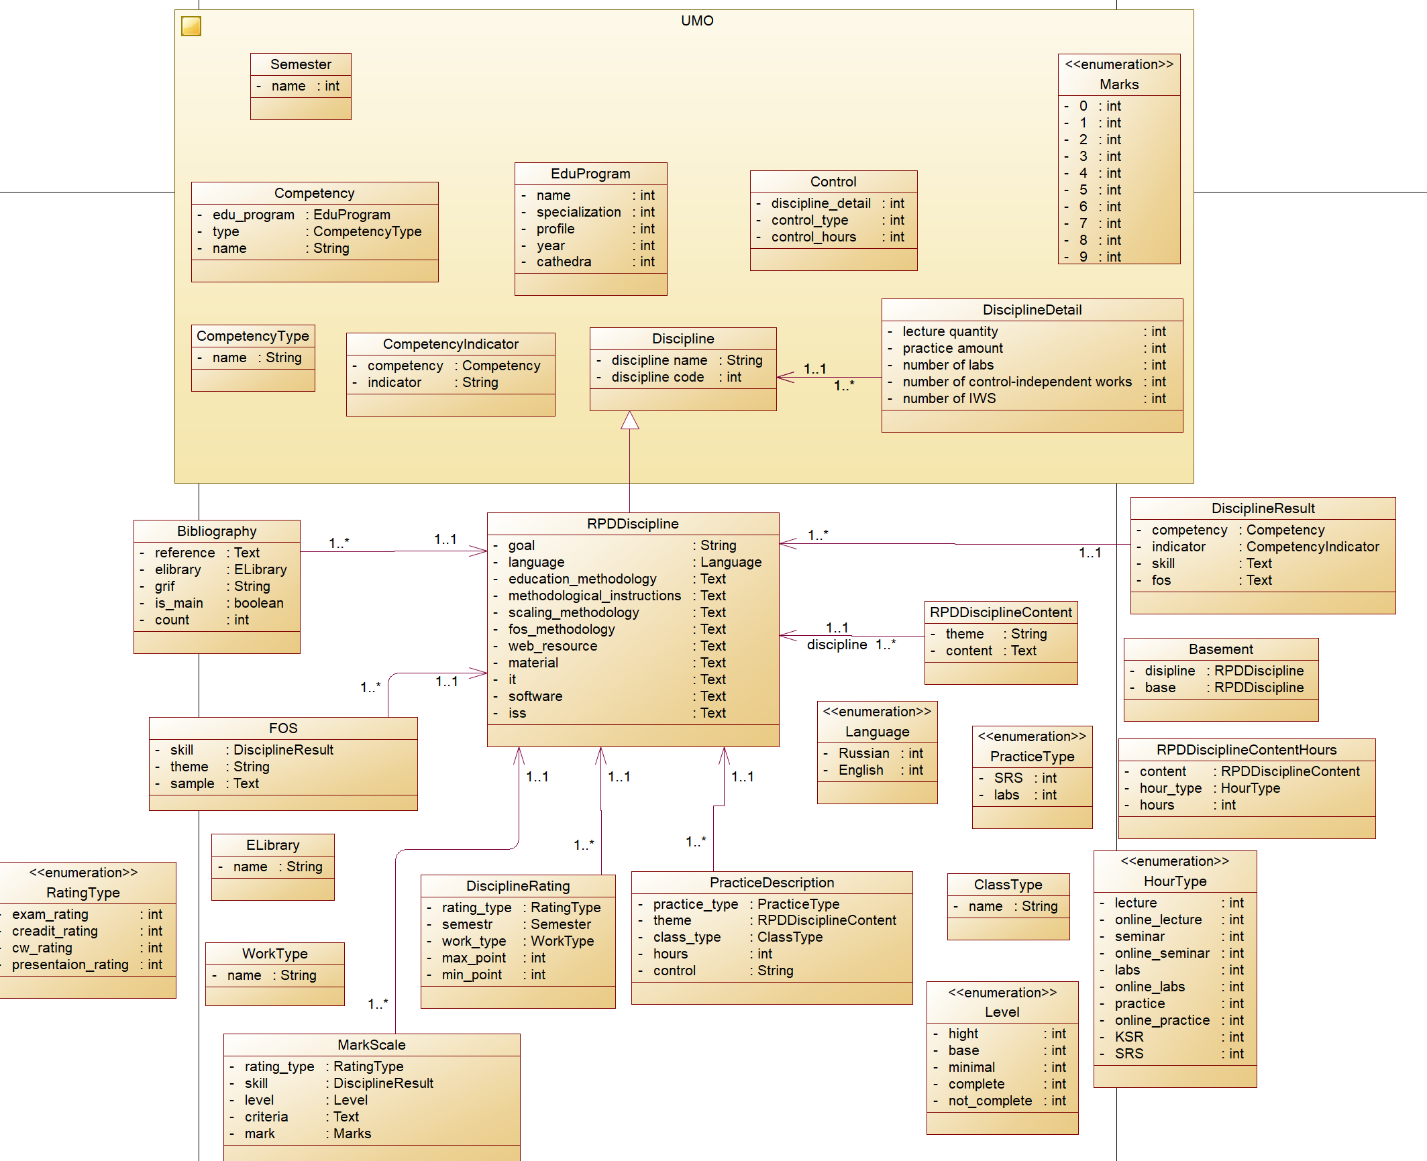 UMO
Semester
- name : int
<<enumeration>>
Marks
- 0 : int
- 1 : int
- 2 : int
- 3 : int
- 4 : int
- 5 : int
- 6 : int
- 7 : int
- 8 : int
- 9 : int
Competency
- edu_program : EduProgram
- type : CompetencyType
- name : String
EduProgram
- name : int
- specialization : int
- profile : int
- year : int
- cathedra : int
Control
- discipline_detail : int
- control_type : int
- control_hours : int
CompetencyType
- name : String
CompetencyIndicator
- competency : Competency
- indicator : String
Discipline
- discipline name : String
- discipline code : int
1..1
1..*
DisciplineDetail
- lecture quantity : int
- practice amount : int
- number of labs : int
- number of control-independent works : int
- number of IWS : int
Bibliography
- reference : Text
- elibrary : ELibrary
- grif : String
- is_main : boolean
- count : int
1..*
1..1
RPDDiscipline
- goal : String
- language : Language
- education_methodology : Text
- methodological_instructions : Text
- scaling_methodology : Text
- fos_methodology : Text
- web_resource : Text
- material : Text
- it : Text
- software : Text
- iss : Text
1..*
1..1
DisciplineResult
- competency : Competency
- indicator : CompetencyIndicator
- skill : Text
- fos : Text
1..1
discipline 1..*
RPDDisciplineContent
- theme : String
- content : Text
Basement
- disipline : RPDDiscipline
- base : RPDDiscipline
1..*
1..1
FOS
- skill : DisciplineResult
- theme : String
- sample : Text
<<enumeration>>
Language
- Russian : int
- English : int
<<enumeration>>
PracticeType
- SRS : int
- labs : int
RPDDisciplineContentHours
- content : RPDDisciplineContent
- hour_type : HourType
- hours : int
1..1
1..1
1..1
1..*
1..*
ELibrary
- name : String
<<enumeration>>
RatingType
- exam_rating : int
- creadit_rating : int
- cw_rating : int
- presentaion_rating : int
WorkType
- name : String
DisciplineRating
- rating_type : RatingType
- semestr : Semester
- work_type : WorkType
- max_point : int
- min_point : int
PracticeDescription
- practice_type : PracticeType
- theme : RPDDisciplineContent
- class_type : ClassType
- hours : int
- control : String
ClassType
- name : String
<<enumeration>>
HourType
- lecture : int
- online_lecture : int
- seminar : int
- online_seminar : int
- labs : int
- online_labs : int
- practice : int
- online_practice : int
- KSR : int
- SRS : int
<<enumeration>>
Level
- hight : int
- base : int
- minimal : int
- complete : int
- not_complete : int
1..*
MarkScale
- rating_type : RatingType
- skill : DisciplineResult
- level : Level
- criteria : Text
- mark : Marks